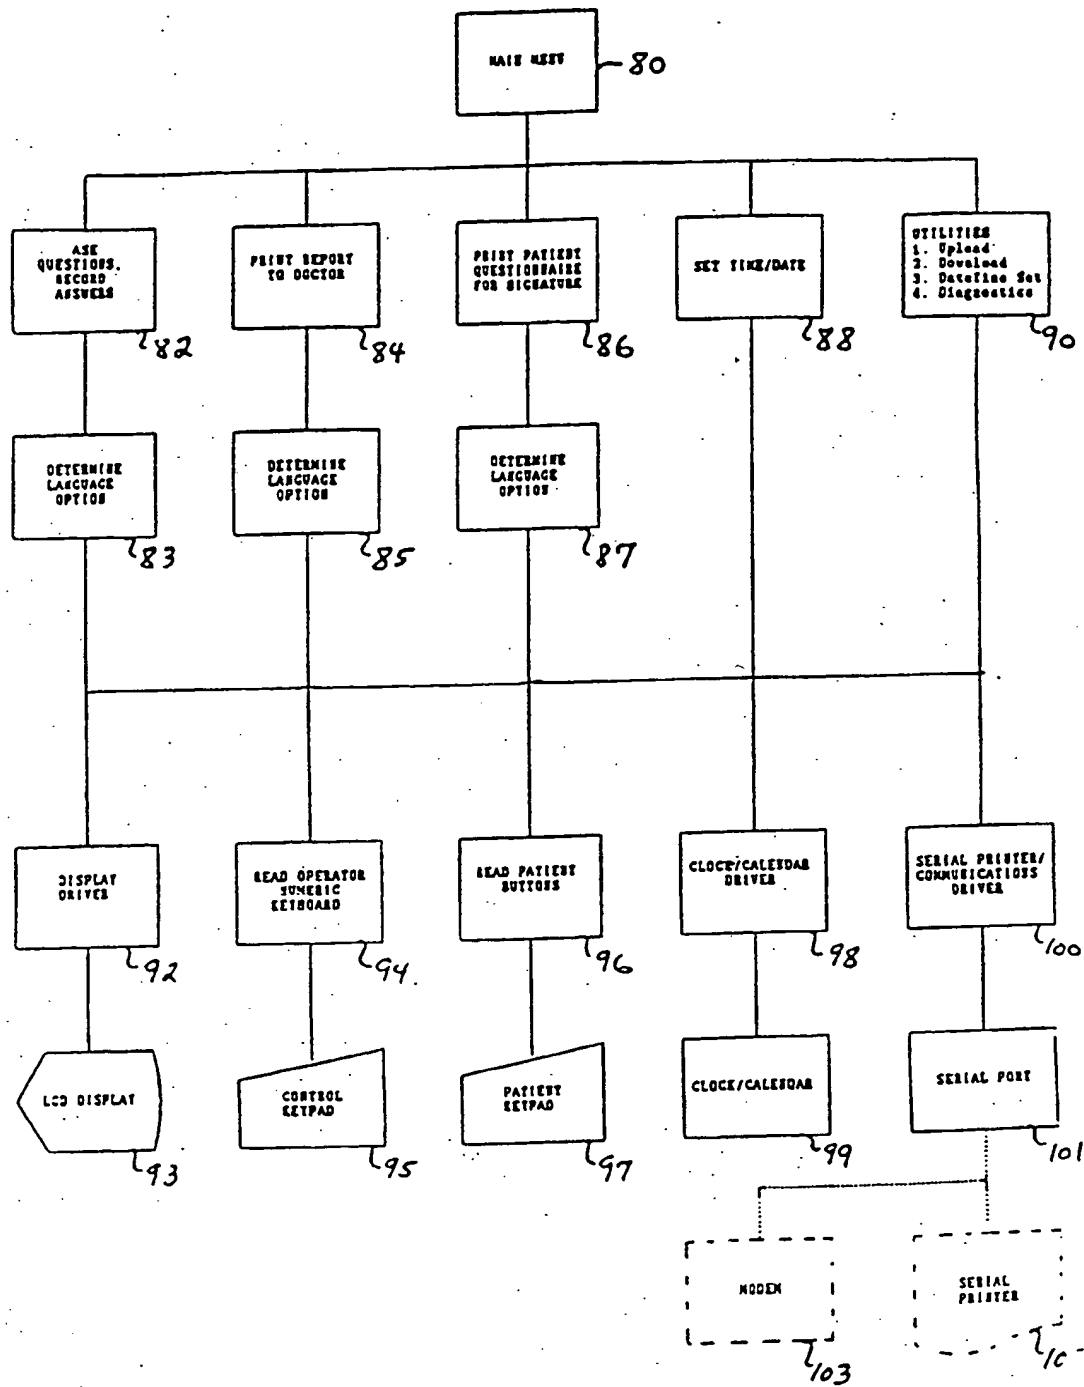 MAIN MENU
80
ASK
QUESTIONS,
RECORD
ANSWERS
82
PRINT REPORT
TO DOCTOR
84
PRINT PATIENT
QUESTIONNAIRE
FOR SIGNATURE
86
SET TIME/DATE
88
UTILITIES
1. Upload
2. Download
3. Date/Time Set
4. Diagnostics
90
DETERMINE
LANGUAGE
OPTION
83
DETERMINE
LANGUAGE
OPTION
85
DETERMINE
LANGUAGE
OPTION
87
DISPLAY
DRIVER
92
READ OPERATOR
NUMERIC
KEYBOARD
94
READ PATIENT
BUTTONS
96
CLOCK/CALENDAR
DRIVER
98
SERIAL PRINTER/
COMMUNICATIONS
DRIVER
100
LCD DISPLAY
93
CONTROL
KEYPAD
95
PATIENT
KEYPAD
97
CLOCK/CALENDAR
99
SERIAL PORT
101
MODEM
103
SERIAL
PRINTER